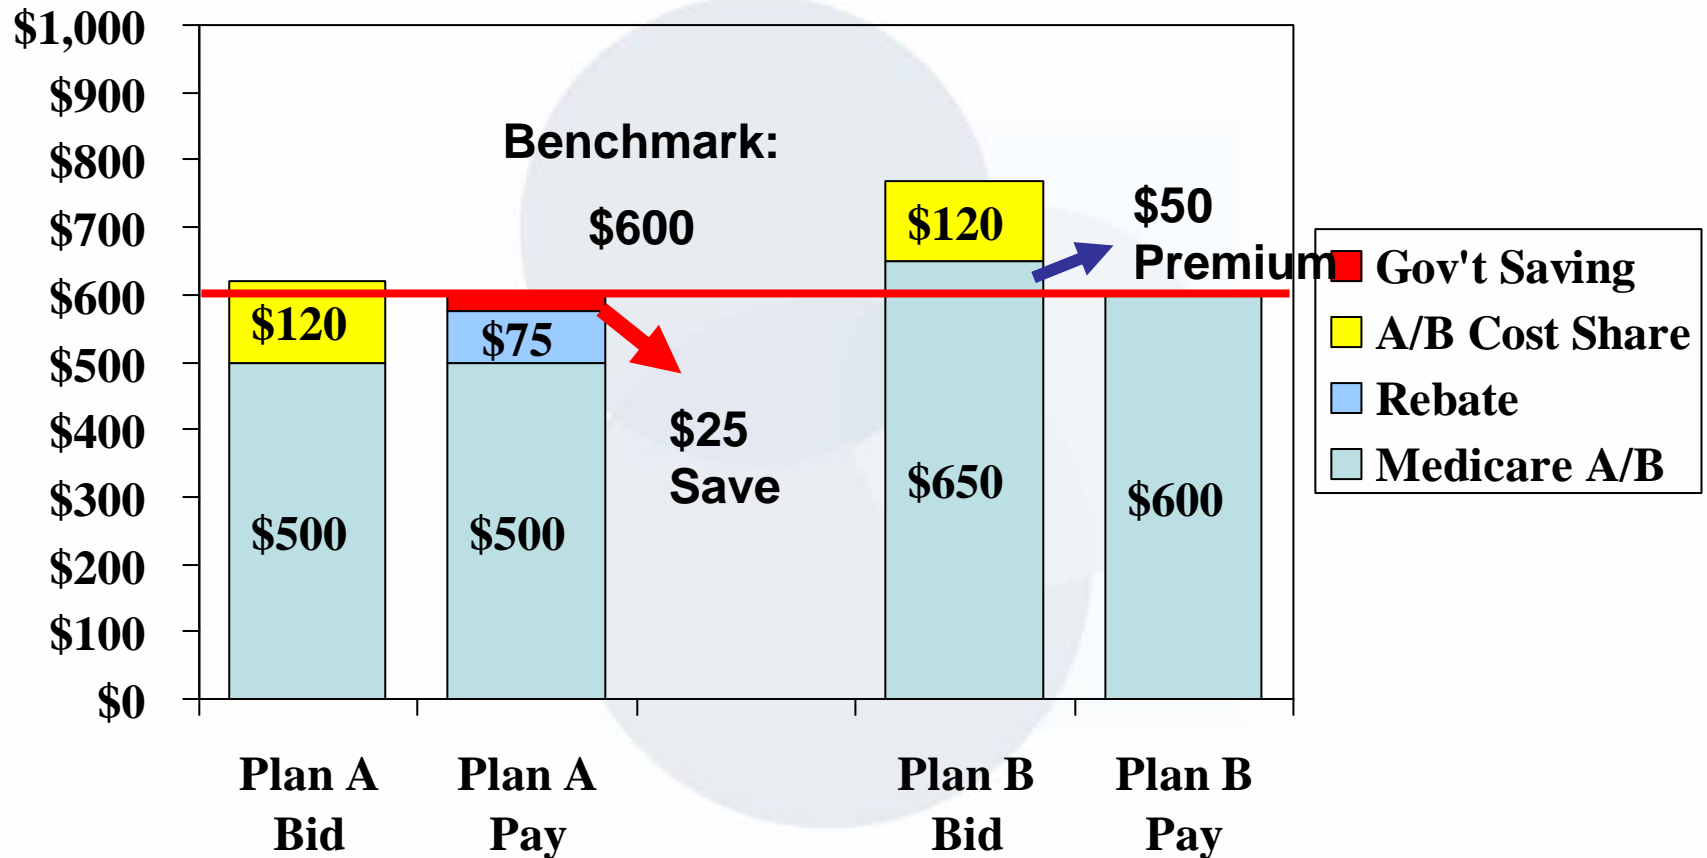 $1,000
$900
$800
$700
$600
$500
$400
$300
$200
$100
$0
Benchmark:
$600
$120
$500
$75
$500
$25
Save
$120
$650
$50
Premium
$600
Gov't Saving
A/B Cost Share
Rebate
Medicare A/B
Plan A
Bid
Plan A
Pay
Plan B
Bid
Plan B
Pay